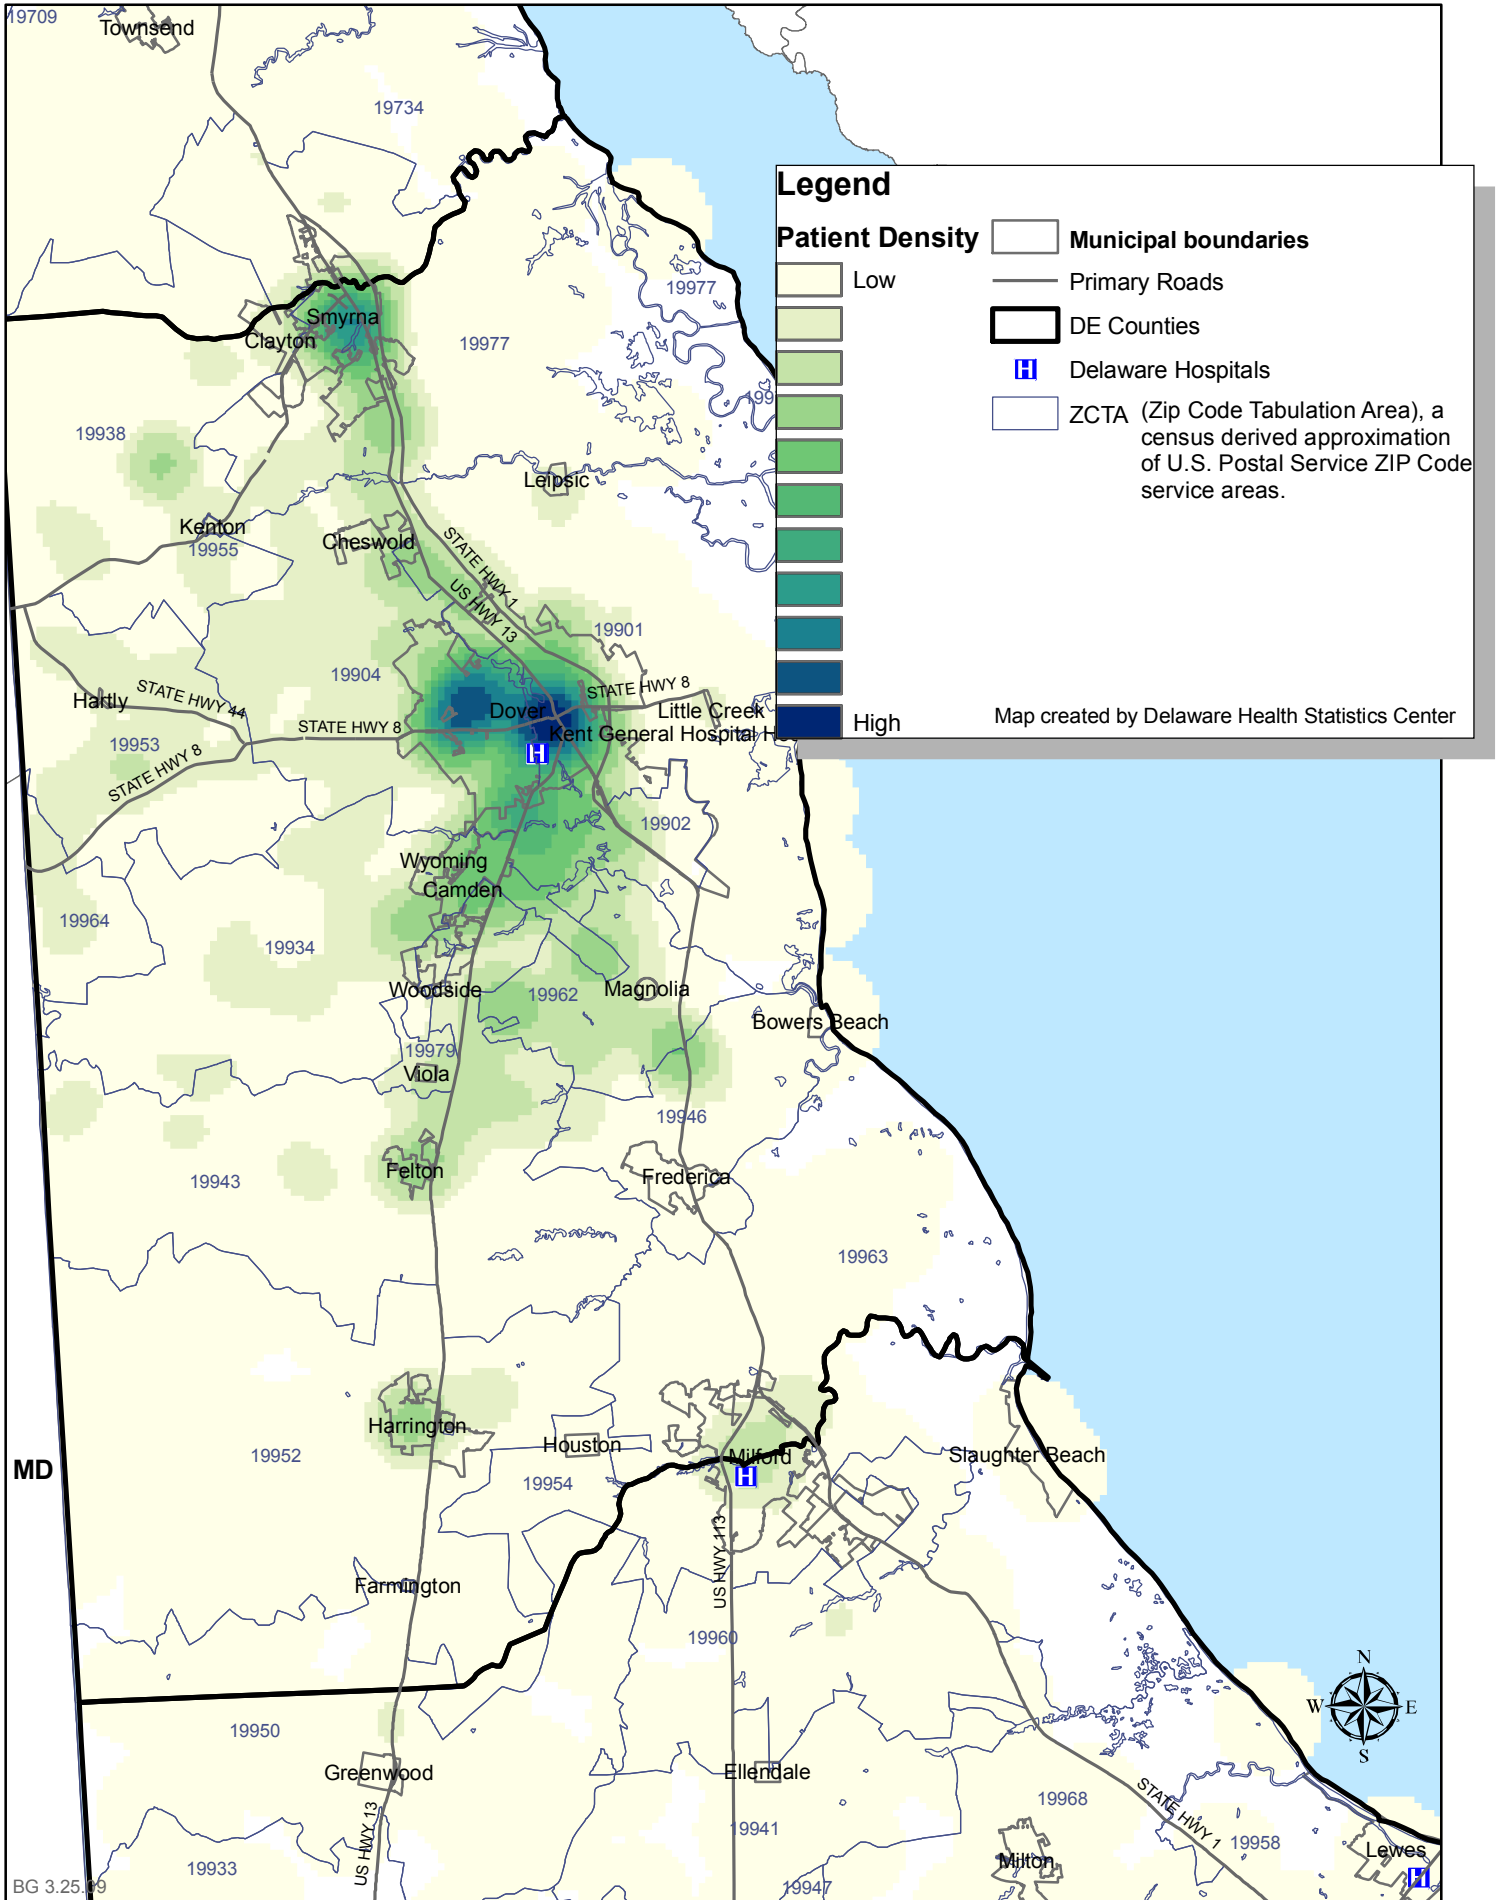 19709
Townsend
19734
Legend
Patient Density
Low
High
Municipal boundaries
Primary Roads
DE Counties
H
Delaware Hospitals
ZCTA
(Zip Code Tabulation Area), a
census derived approximation
of U.S. Postal Service ZIP Code
service areas.
Map created by Delaware Health Statistics Center
19977
Smyrna
Clayton
19977
19938
Leipsic
Kenton
19955
Cheswold
STATE HWY 1
US HWY 13
19901
19904
Hartly
STATE HWY 44
STATE HWY 8
STATE HWY 8
Dover
Little Creek
STATE HWY 8
Kent General Hospital
H
19953
19902
Wyoming
Camden
19964
19934
Woodside
19962
Magnolia
Bowers Beach
19979
Viola
19946
Felton
19943
Frederica
19963
Harrington
19952
Houston
19954
Milford
H
Slaughter Beach
MD
Farmington
US HWY 113
19960
N
W
E
S
19950
Greenwood
Ellendale
US HWY 13
19941
19968
STATE HWY 1
19958
Lewes
H
Milton
19933
19947
BG 3.25.09